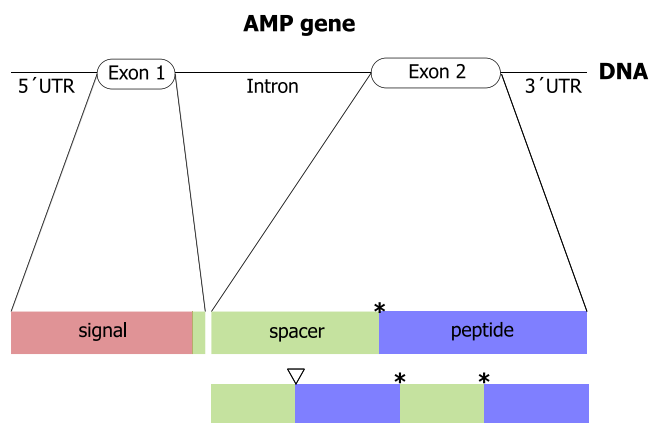 AMP gene
Exon 1
Exon 2
DNA
5´UTR
Intron
3´UTR
*
signal
spacer
peptide
* *